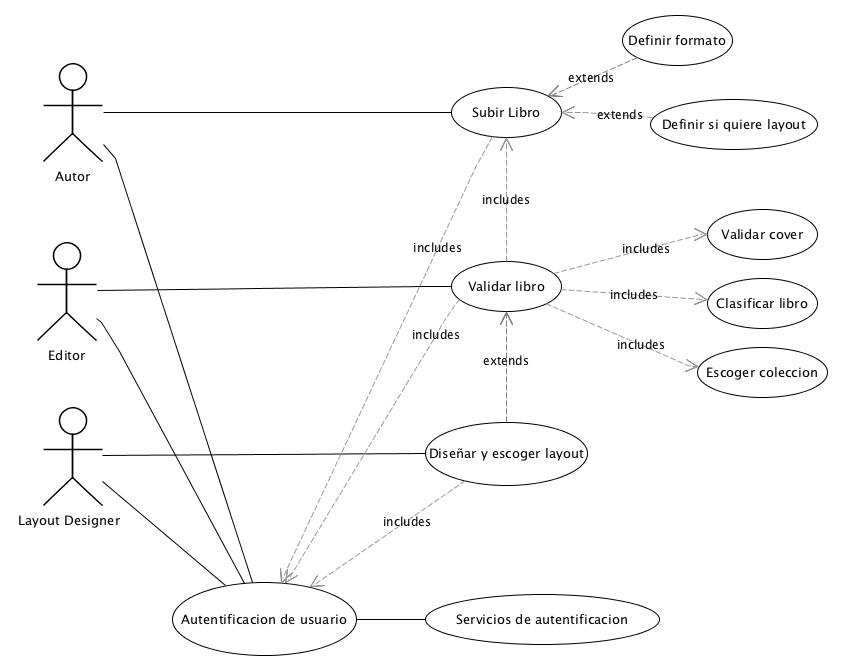 Definir formato
extends
Subir Libro
extends
Definir si quiere layout
Autor
includes
includes
Validar cover
includes
Validar libro
includes
Clasificar libro
includes
includes
Editor
extends
Escoger coleccion
Diseñar y escoger layout
Layout Designer
includes
Autentificacion de usuario
Servicios de autentificacion